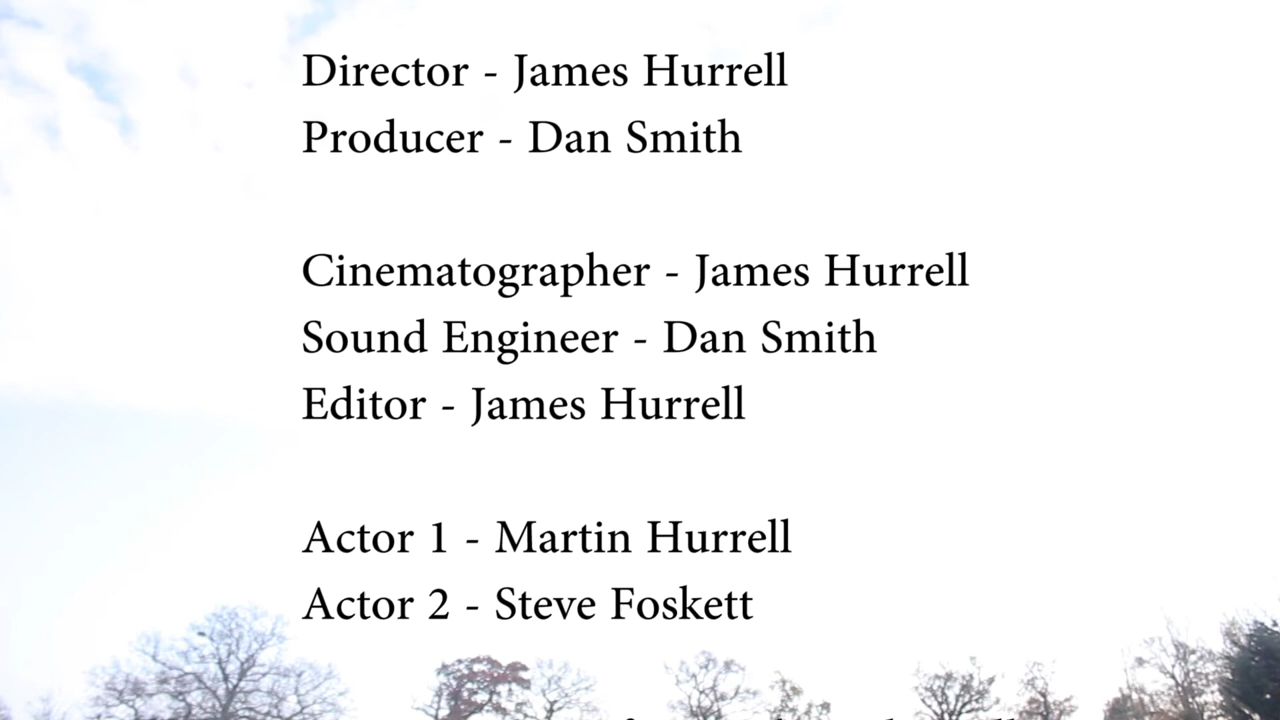 Director - James Hurrell
Producer - Dan Smith
Cinematographer - James Hurrell
Sound Engineer - Dan Smith
Editor - James Hurrell
Actor 1 - Martin Hurrell
Actor 2 - Steve Foskett